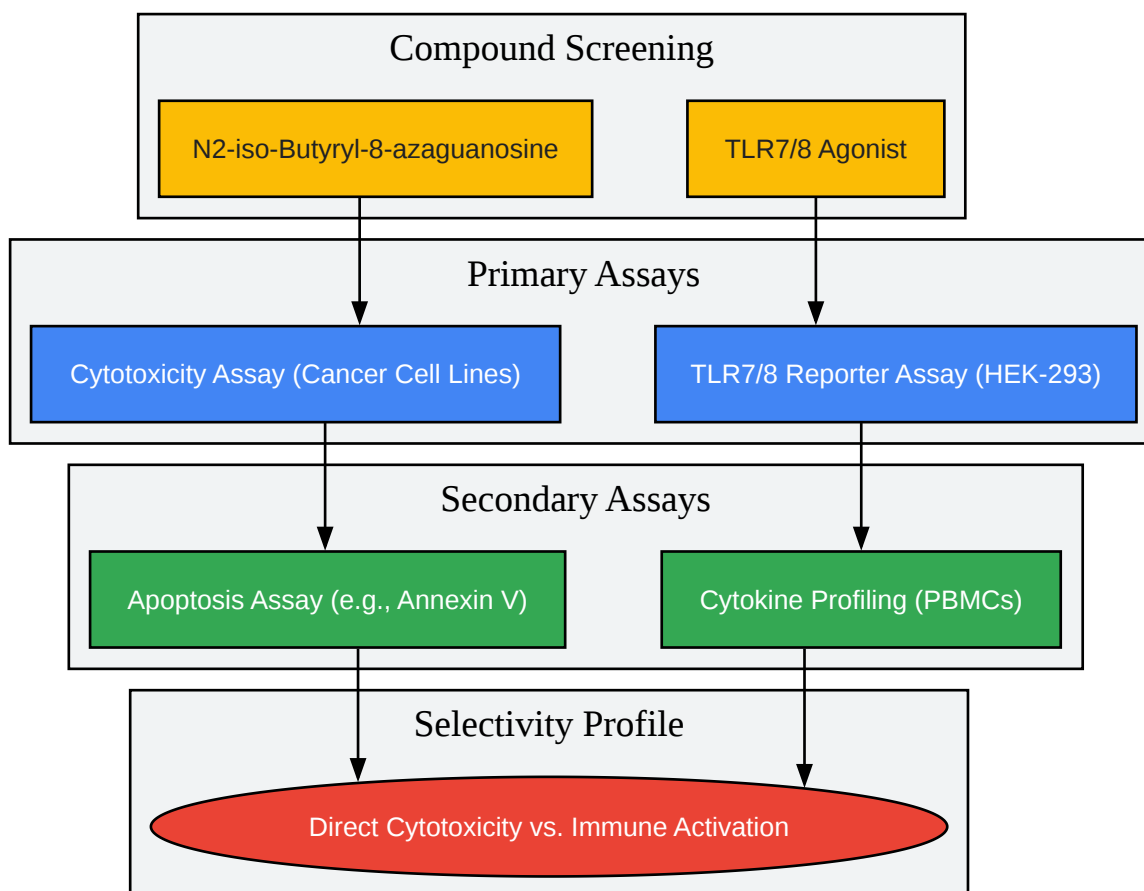 Compound Screening
N2-iso-Butyryl-8-azaguanosine
TLR7/8 Agonist
Primary Assays
Cytotoxicity Assay (Cancer Cell Lines)
TLR7/8 Reporter Assay (HEK-293)
Secondary Assays
Apoptosis Assay (e.g., Annexin V)
Cytokine Profiling (PBMCs)
Selectivity Profile
Direct Cytotoxicity vs. Immune Activation